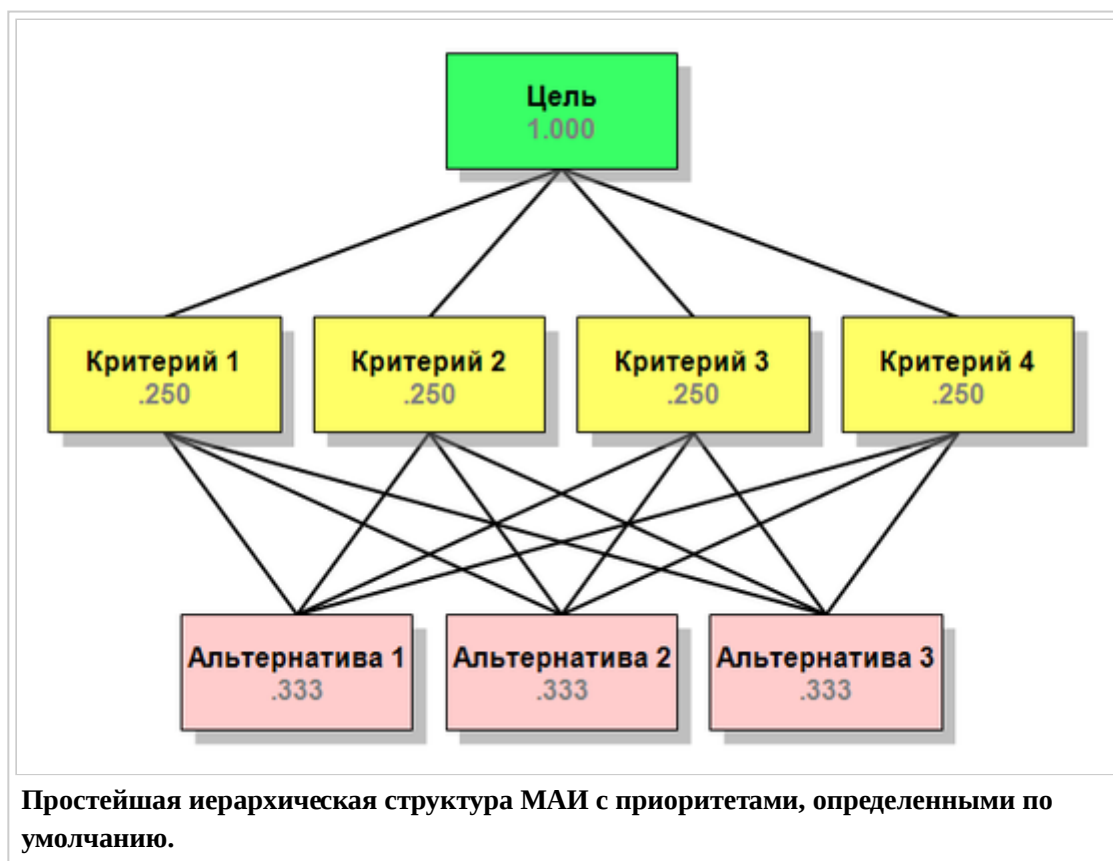 Цель
1.000
Критерий 1 Критерий 2 Критерий 3 Критерий 4
.250 .250 .250 .250
Альтернатива 1 Альтернатива 2 Альтернатива 3
.333 .333 .333
Простейшая иерархическая структура МАИ с приоритетами, определенными по
умолчанию.